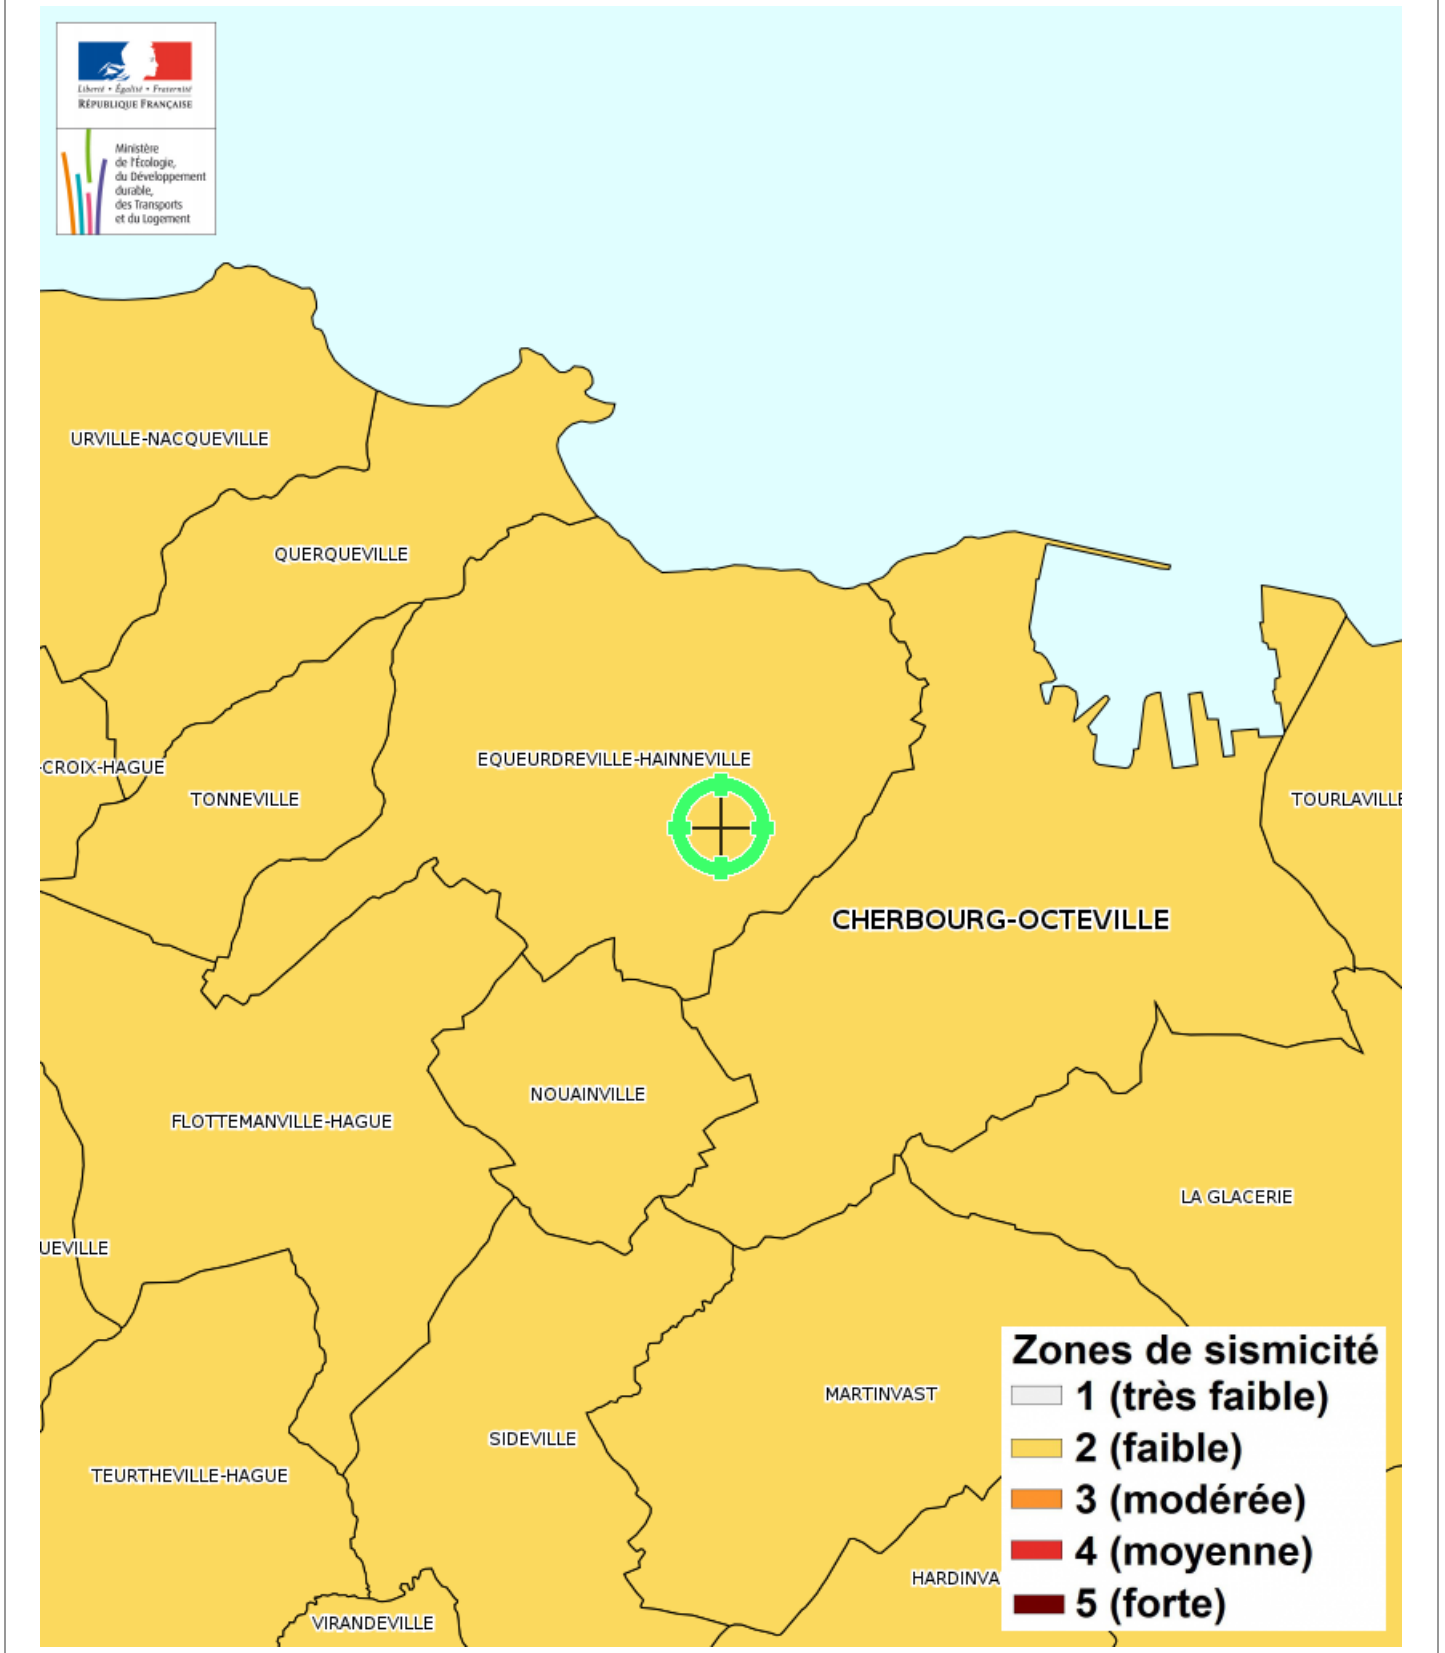 Liberté • Égalité • Fraternité
RÉPUBLIQUE FRANÇAISE
Ministère
de l'Écologie,
du Développement
durable,
des Transports
et du Logement
URVILLE-NACQUEVILLE
QUERQUEVILLE
EQUEURDREVILLE-HAINNEVILLE
-CROIX-HAGUE
TONNEVILLE
TOURLAVILLE
CHERBOURG-OCTEVILLE
NOUAINVILLE
FLOTTEMANVILLE-HAGUE
LA GLACERIE
UEVILLE
MARTINVAST
SIDEVILLE
TEURTHEVILLE-HAGUE
HARDINVA
VIRANDEVILLE
Zones de sismicité
1 (très faible)
2 (faible)
3 (modérée)
4 (moyenne)
5 (forte)